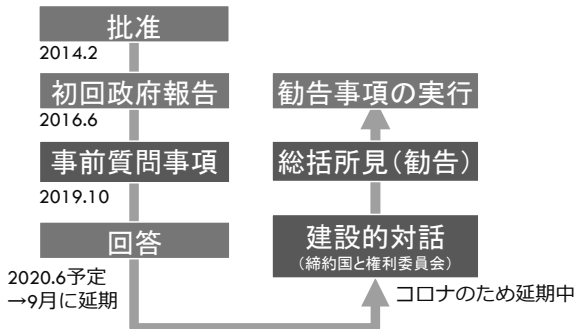 批准
2014.2
初回政府報告
2016.6
事前質問事項
2019.10
回答
2020.6予定
→9月に延期
建設的対話
(締約国と権利委員会)
コロナのため延期中
総括所見(勧告)
勧告事項の実行